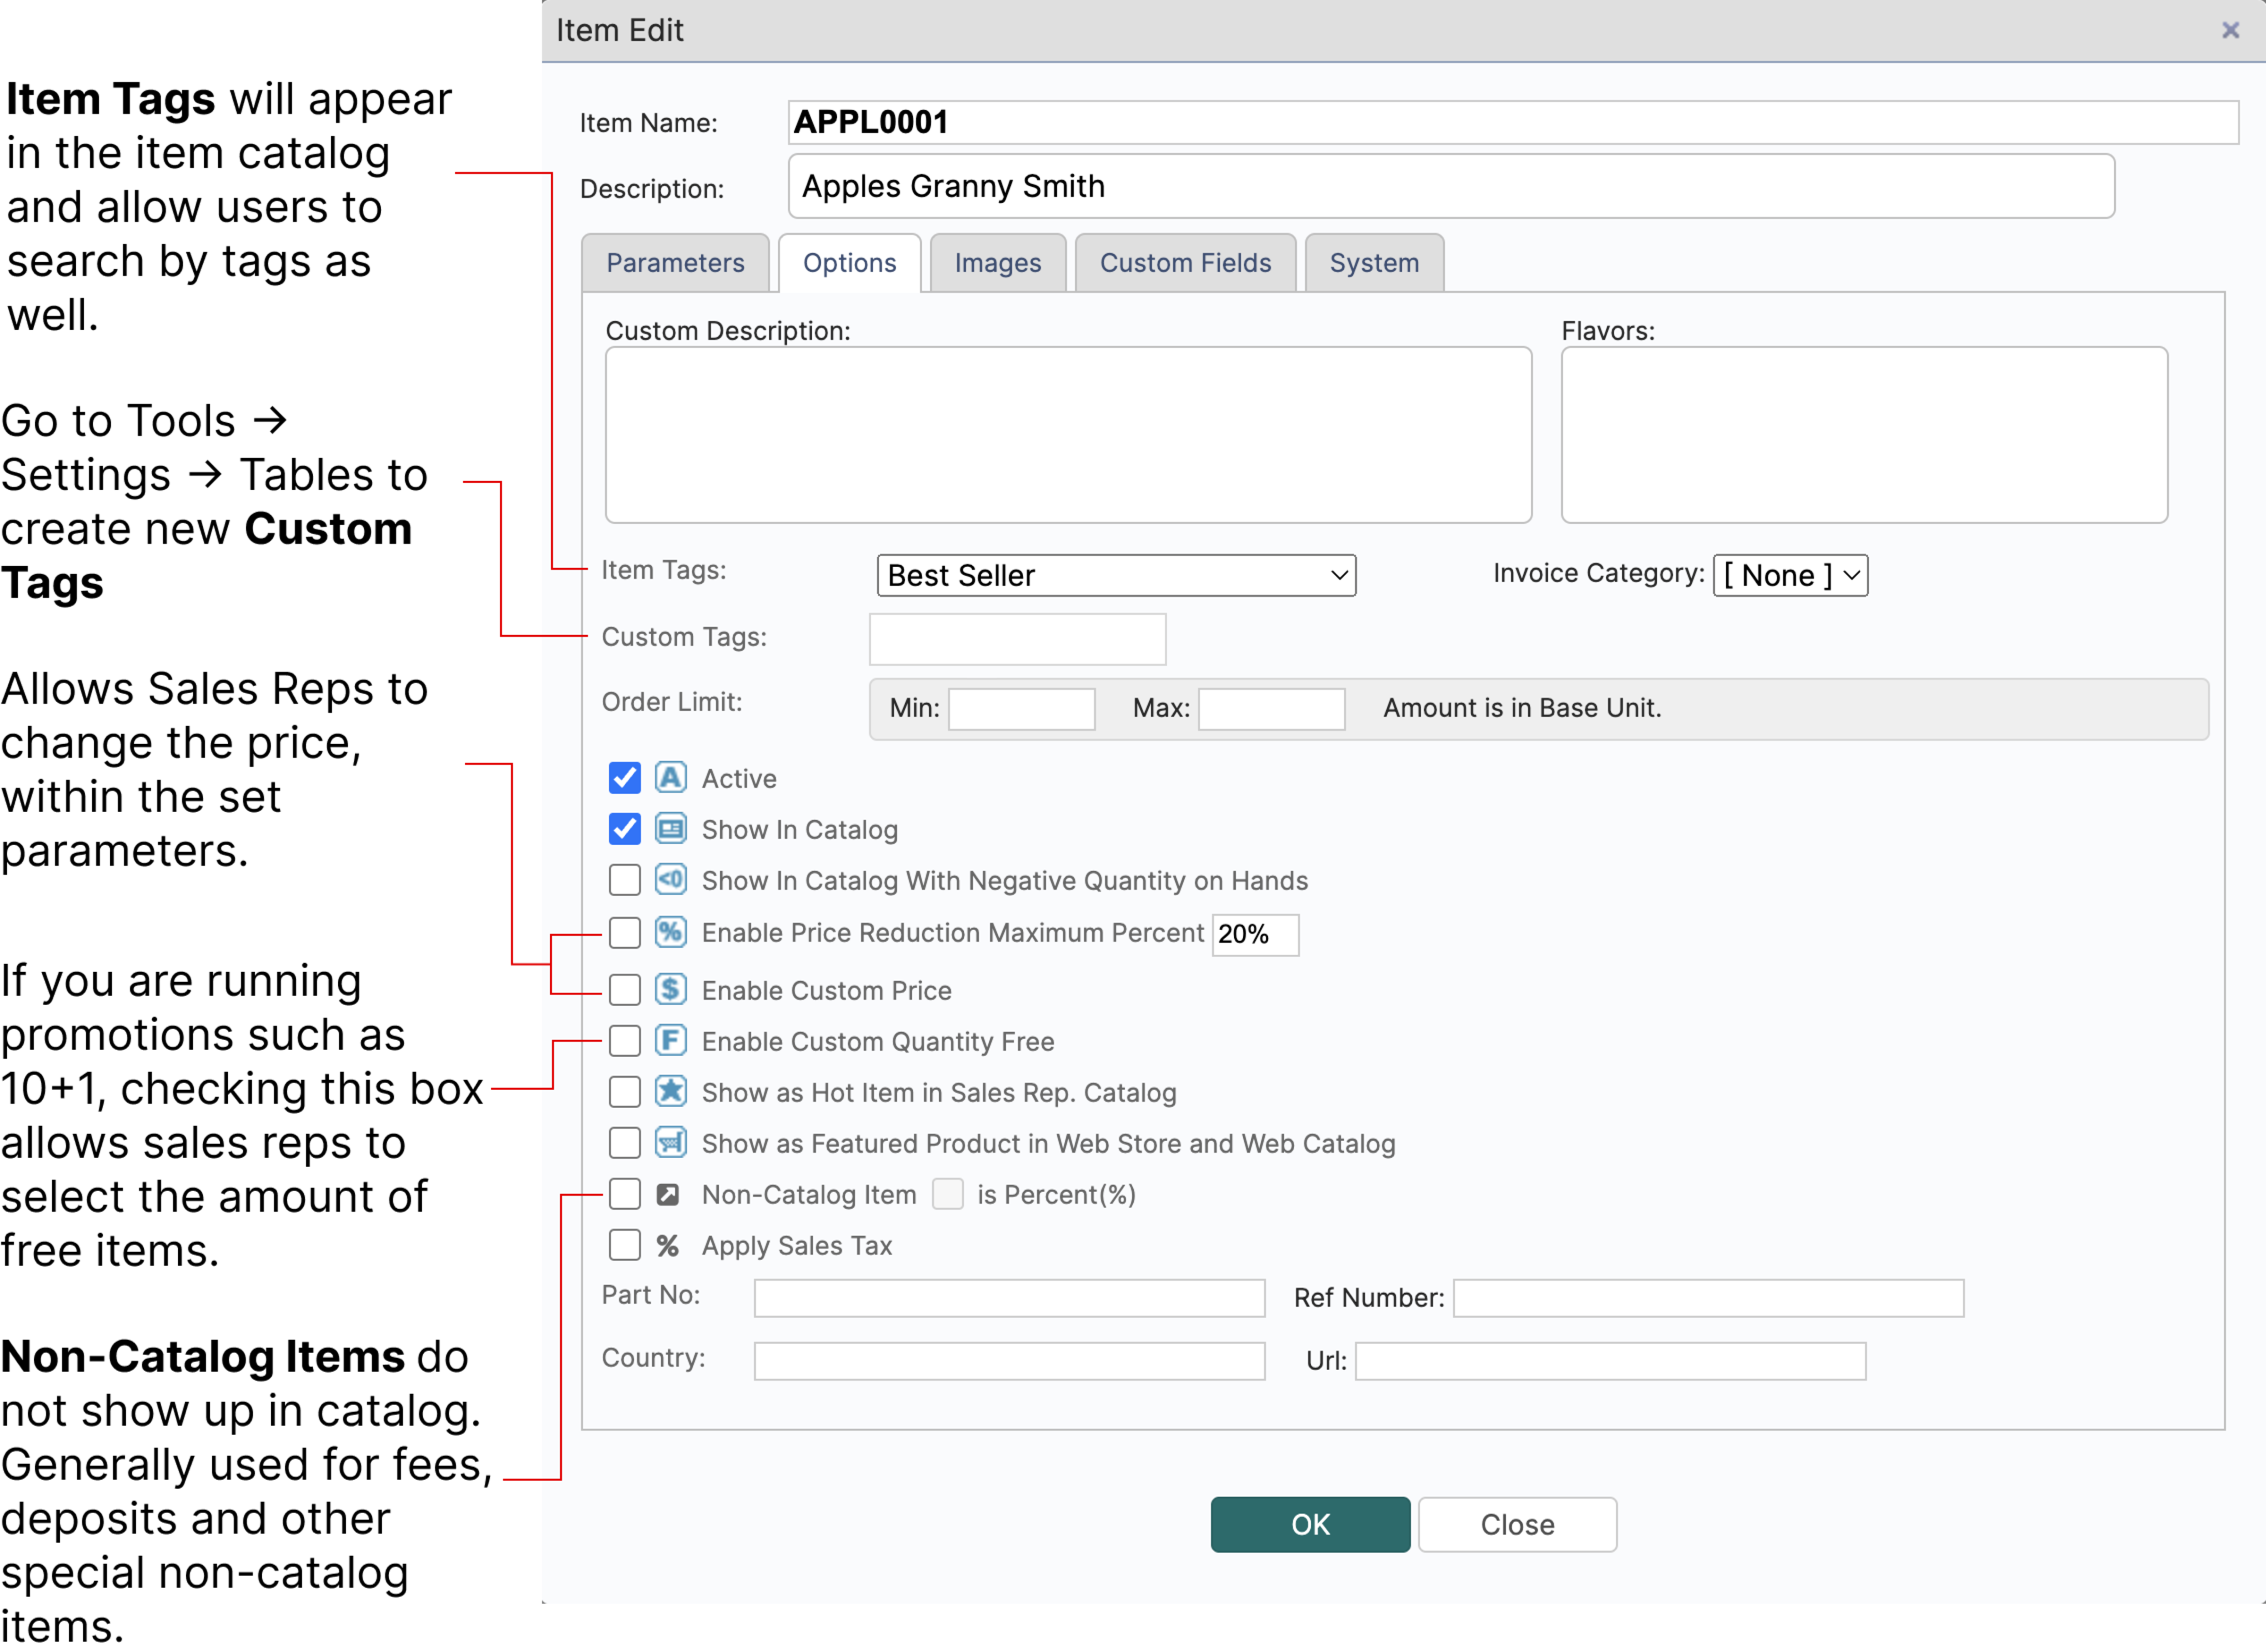 Item Tags will appear
in the item catalog
and allow users to
search by tags as
well.
Go to Tools →
Settings → Tables to
create new Custom
Tags
Allows Sales Reps to
change the price,
within the set
parameters.
If you are running
promotions such as
10+1, checking this box
allows sales reps to
select the amount of
free items.
Non-Catalog Items do
not show up in catalog.
Generally used for fees,
deposits and other
special non-catalog
items.
Item Edit ×
Item Name: APPL0001
Description: Apples Granny Smith
Parameters Options Images Custom Fields System
Custom Description: Flavors:
Item Tags: Best Seller Invoice Category: [ None ]
Custom Tags:
Order Limit: Min: Max: Amount is in Base Unit.
A Active
Show In Catalog
<0 Show In Catalog With Negative Quantity on Hands
% Enable Price Reduction Maximum Percent 20%
$ Enable Custom Price
F Enable Custom Quantity Free
Show as Hot Item in Sales Rep. Catalog
Show as Featured Product in Web Store and Web Catalog
Non-Catalog Item is Percent(%)
% Apply Sales Tax
Part No: Ref Number:
Country: Url:
OK Close